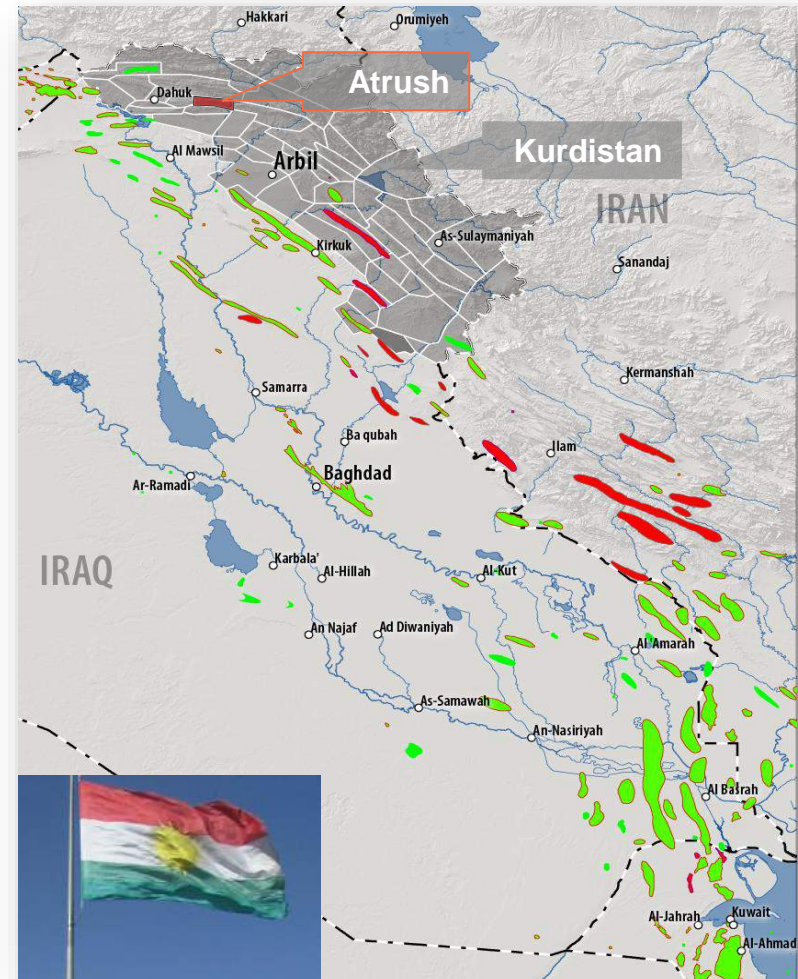 Hakkari
Orumiyeh
Atrush
Dahuk
Al Mawsil
Arbil
Kurdistan
IRAN
As-Sulaymaniyah
Kirkuk
Sanandaj
Kermanshah
Samarra
Ba qubah
Ilam
Baghdad
Ar-Ramadi
IRAQ
Karbala'
Al-Hillah
Al-Kut
An Najaf
Ad Diwaniyah
Al 'Amarah
As-Samawah
An-Nasiriyah
Al Basrah
Al-Jahrah
Kuwait
Al-Ahmad